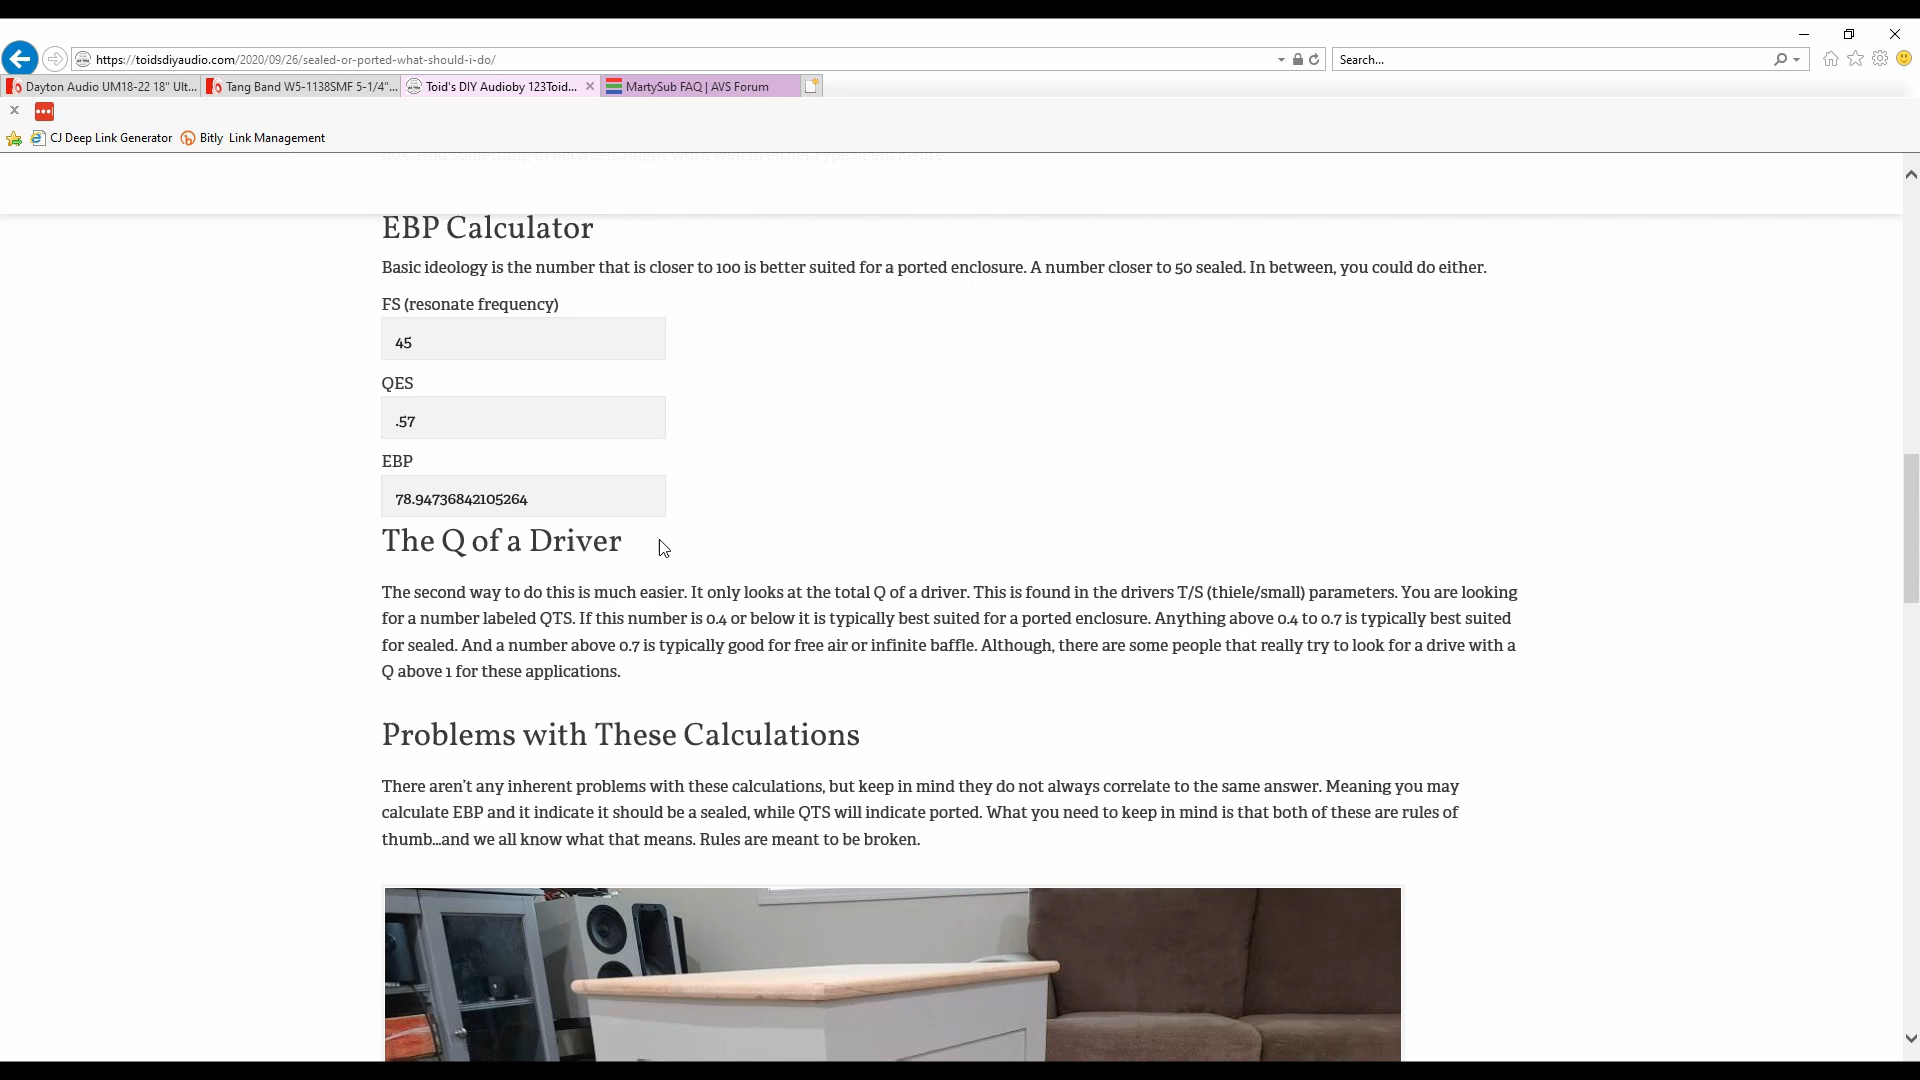 https://toidsdiyaudio.com/2020/09/26/sealed-or-ported-what-should-i-do/
Search...
Dayton Audio UM18-22 18" Ult...
Tang Band W5-1138SMF 5-1/4"...
Toid's DIY Audioby 123Toid...
MartySub FAQ | AVS Forum
CJ Deep Link Generator
Bitly Link Management
box. And something in between, might work well in either type of enclosure.
EBP Calculator
Basic ideology is the number that is closer to 100 is better suited for a ported enclosure. A number closer to 50 sealed. In between, you could do either.
FS (resonate frequency)
45
QES
.57
EBP
78.94736842105264
The Q of a Driver
The second way to do this is much easier. It only looks at the total Q of a driver. This is found in the drivers T/S (thiele/small) parameters. You are looking
for a number labeled QTS. If this number is 0.4 or below it is typically best suited for a ported enclosure. Anything above 0.4 to 0.7 is typically best suited
for sealed. And a number above 0.7 is typically good for free air or infinite baffle. Although, there are some people that really try to look for a drive with a
Q above 1 for these applications.
Problems with These Calculations
There aren't any inherent problems with these calculations, but keep in mind they do not always correlate to the same answer. Meaning you may
calculate EBP and it indicate it should be a sealed, while QTS will indicate ported. What you need to keep in mind is that both of these are rules of
thumb...and we all know what that means. Rules are meant to be broken.